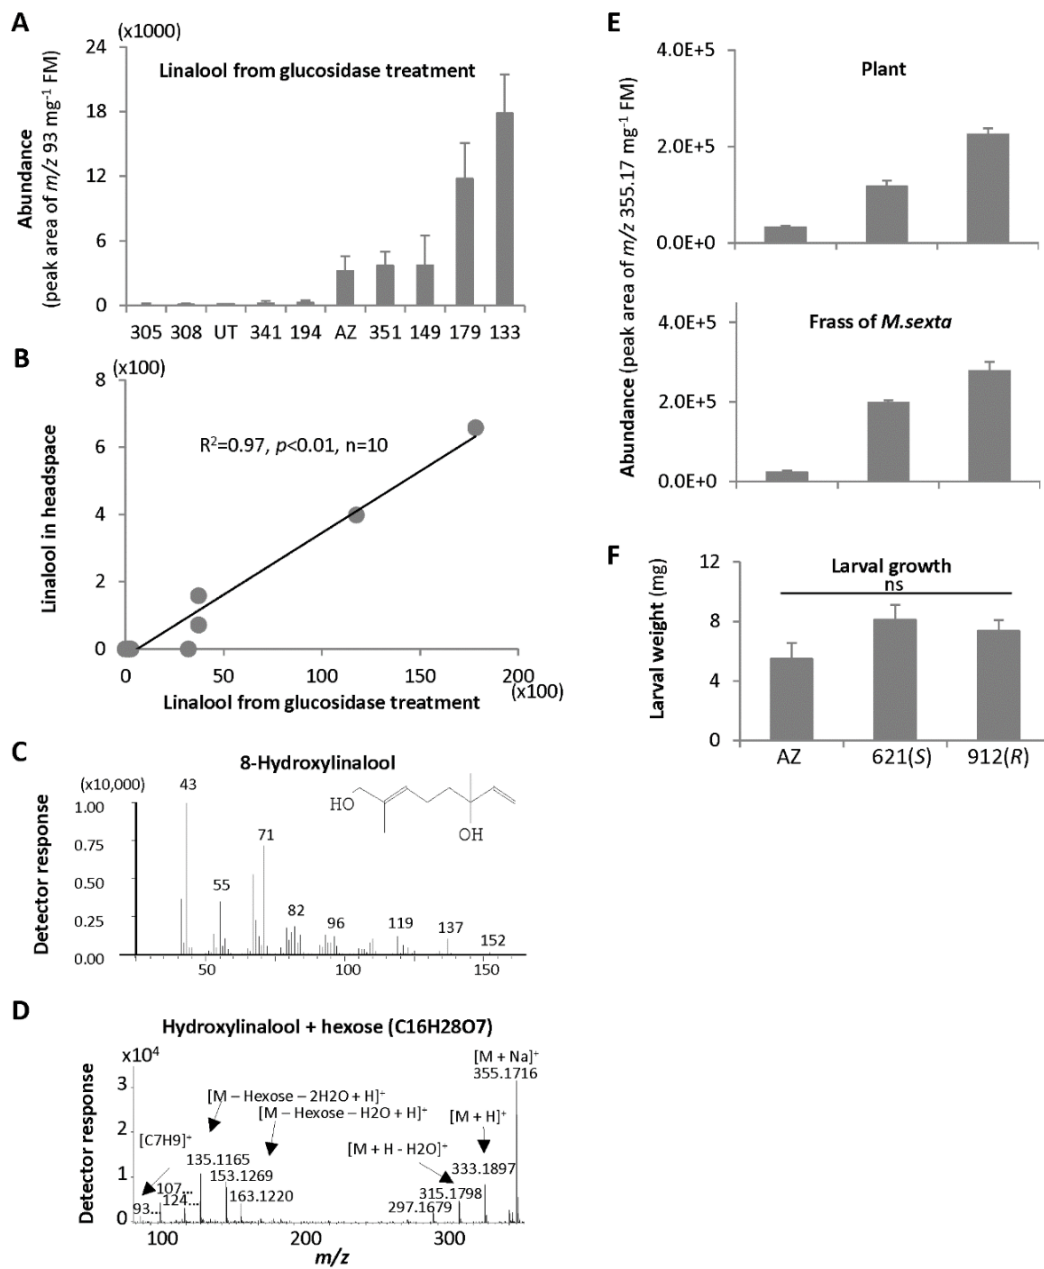 A
(x1000)
24
18
12
6
0
Linalool from glucosidase treatment
Abundance
(peak area of m/z 93 mg⁻¹ FM)
305 308 UT 341 194 AZ 351 149 179 133
B
(x100)
8
6
4
2
0
R²=0.97, p<0.01, n=10
Linalool in headspace
0 50 100 150 200
(x100)
Linalool from glucosidase treatment
C
8-Hydroxylinalool
(x10,000)
1.00
0.75
0.50
0.25
0.00
Detector response
43
55
71
82
96
119
137
152
HO
OH
50 100 150
D
Hydroxylinalool + hexose (C16H28O7)
x10⁴
3
2
1
0
Detector response
[M + Na]⁺
355.1716
[M – Hexose – 2H2O + H]⁺
[M – Hexose – H2O + H]⁺
[M + H]⁺
[C7H9]⁺
[M + H - H2O]⁺
135.1165
153.1269
163.1220
107...
124...
93...
333.1897
315.1798
297.1679
100 200 300
m/z
E
4.0E+5
2.0E+5
0.0E+0
Plant
Abundance (peak area of m/z 355.17 mg⁻¹ FM)
4.0E+5
2.0E+5
0.0E+0
Frass of M.sexta
F
12
8
4
0
Larval growth
ns
Larval weight (mg)
AZ 621(S) 912(R)